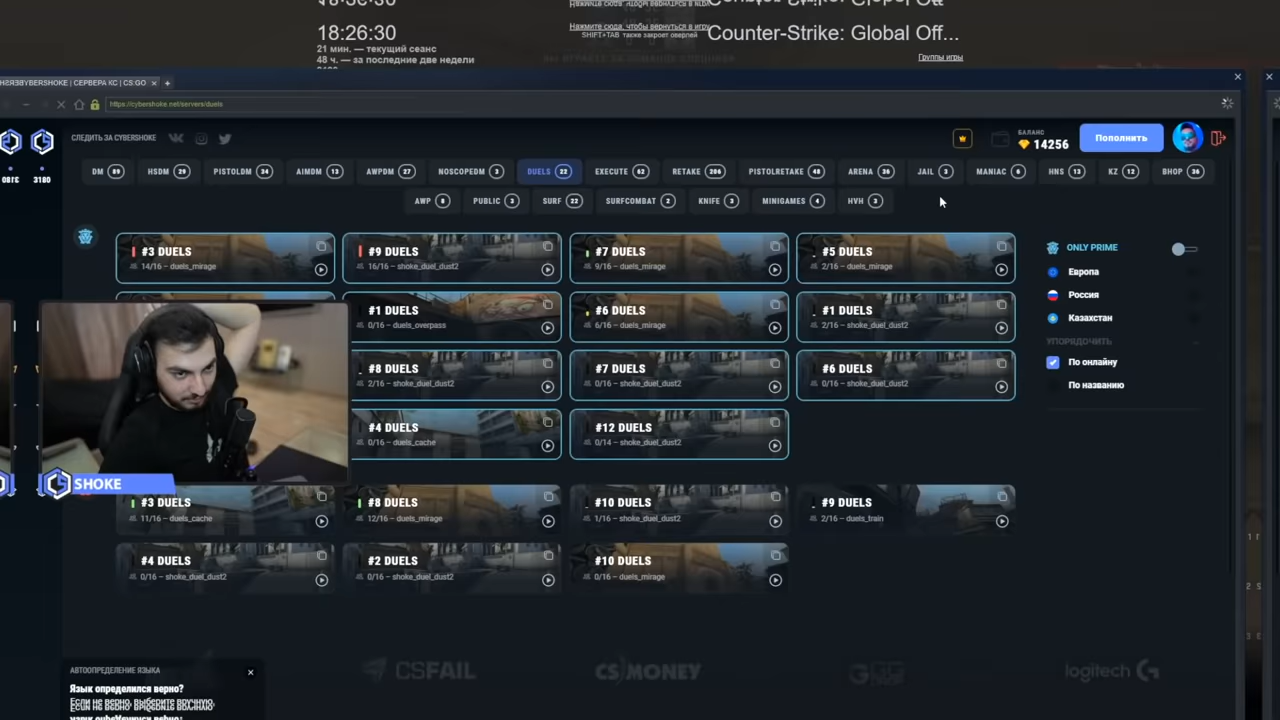 18:26:30
Нажмите сюда, чтобы вернуться в игру
SHIFT+TAB также закроет оверлей
Counter-Strike: Global Off...
21 мин. — текущий сеанс
48 ч. — за последние две недели
Группы игры
CYBERSHOKE | СЕРВЕРА КС | CS:GO
https://cybershoke.net/servers/duels
СЛЕДИТЬ ЗА CYBERSHOKE
БАЛАНС
14256
Пополнить
3180
DM 89
HSDM 29
PISTOLDM 34
AIMDM 13
AWPDM 27
NOSCOPEDM 3
DUELS 22
EXECUTE 62
RETAKE 206
PISTOLRETAKE 48
ARENA 36
JAIL 3
MANIAC 6
HNS 13
KZ 13
BHOP 36
AWP 8
PUBLIC 3
SURF 22
SURFCOMBAT 2
KNIFE 3
MINIGAMES 4
HVH 3
#3 DUELS
14/16 – duels_mirage
#9 DUELS
16/16 – shoke_duel_dust2
#7 DUELS
9/16 – duels_mirage
#5 DUELS
2/16 – duels_mirage
#1 DUELS
0/16 – duels_overpass
#6 DUELS
6/16 – duels_mirage
#1 DUELS
2/16 – shoke_duel_dust2
#8 DUELS
2/16 – shoke_duel_dust2
#7 DUELS
0/16 – shoke_duel_dust2
#6 DUELS
0/16 – shoke_duel_dust2
#4 DUELS
0/16 – duels_cache
#12 DUELS
0/14 – shoke_duel_dust2
ONLY PRIME
Европа
Россия
Казахстан
УПОРЯДОЧИТЬ
По онлайну
По названию
SHOKE
#3 DUELS
11/16 – duels_cache
#8 DUELS
12/16 – duels_mirage
#10 DUELS
1/16 – shoke_duel_dust2
#9 DUELS
2/16 – duels_train
#4 DUELS
0/16 – shoke_duel_dust2
#2 DUELS
0/16 – shoke_duel_dust2
#10 DUELS
0/16 – duels_mirage
АВТООПРЕДЕЛЕНИЕ ЯЗЫКА
Язык определился верно?
CSFAIL
CS MONEY
logitech G